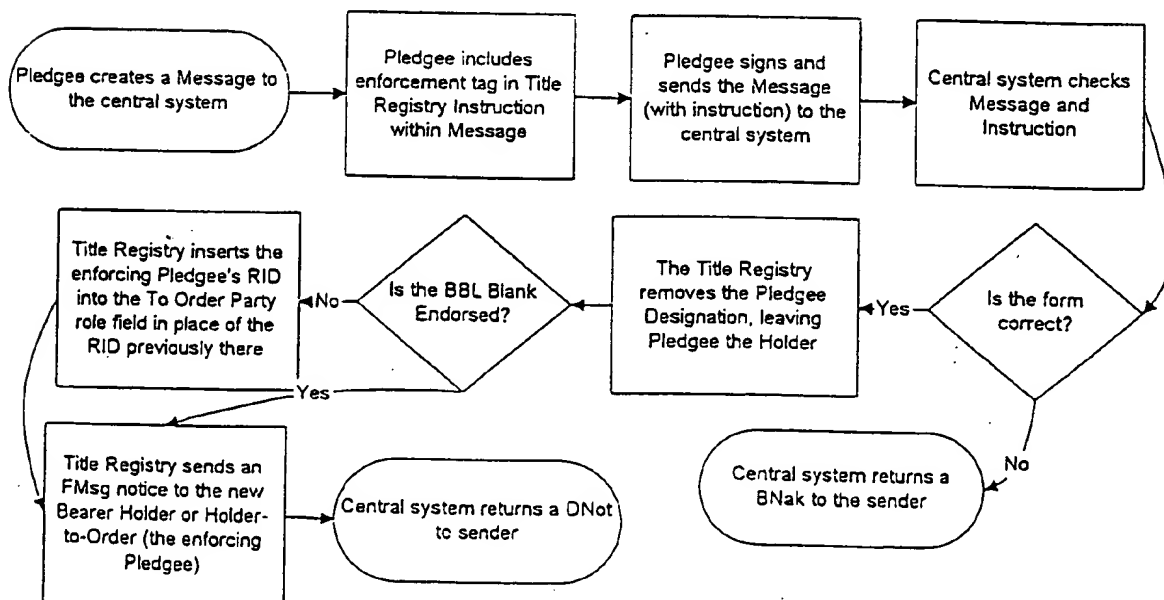 Pledgee creates a Message to
the central system
Pledgee includes
enforcement tag in Title
Registry Instruction
within Message
Pledgee signs and
sends the Message
(with instruction) to the
central system
Central system checks
Message and
Instruction
Is the form
correct?
Yes
The Title Registry
removes the Pledgee
Designation, leaving
Pledgee the Holder
Is the BBL Blank
Endorsed?
No
Title Registry inserts the
enforcing Pledgee's RID
into the To Order Party
role field in place of the
RID previously there
Yes
No
Title Registry sends an
FMsg notice to the new
Bearer Holder or Holder-
to-Order (the enforcing
Pledgee)
Central system returns a DNot
to sender
Central system returns a
BNak to the sender